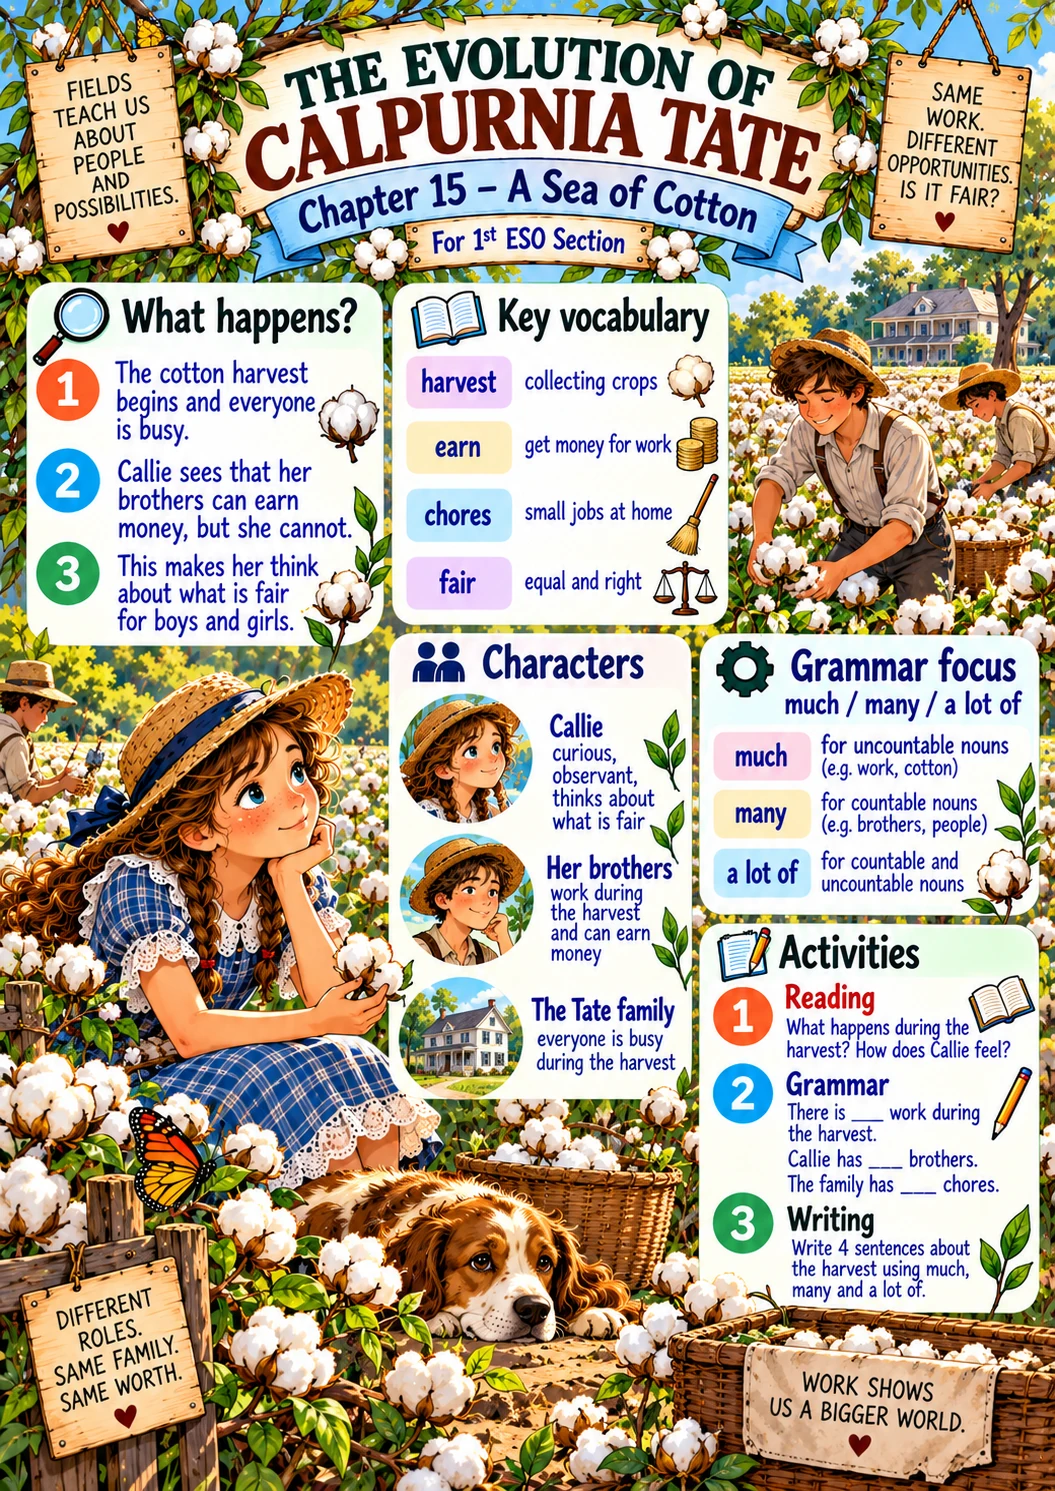 FIELDS
TEACH US
ABOUT
PEOPLE
AND
POSSIBILITIES.
THE EVOLUTION OF
CALPURNIA TATE
Chapter 15 – A Sea of Cotton
For 1st ESO Section
SAME
WORK.
DIFFERENT
OPPORTUNITIES.
IS IT FAIR?
What happens?
1
The cotton harvest
begins and everyone
is busy.
2
Callie sees that her
brothers can earn
money, but she cannot.
3
This makes her think
about what is fair
for boys and girls.
Key vocabulary
harvest collecting crops
earn get money for work
chores small jobs at home
fair equal and right
Characters
Callie
curious,
observant,
thinks about
what is fair
Her brothers
work during
the harvest
and can earn
money
The Tate family
everyone is busy
during the harvest
Grammar focus
much / many / a lot of
much for uncountable nouns
(e.g. work, cotton)
many for countable nouns
(e.g. brothers, people)
a lot of for countable and
uncountable nouns
Activities
1 Reading
What happens during the
harvest? How does Callie feel?
2 Grammar
There is ___ work during
the harvest.
Callie has ___ brothers.
The family has ___ chores.
3 Writing
Write 4 sentences about
the harvest using much,
many and a lot of.
DIFFERENT
ROLES.
SAME FAMILY.
SAME WORTH.
WORK SHOWS
US A BIGGER WORLD.